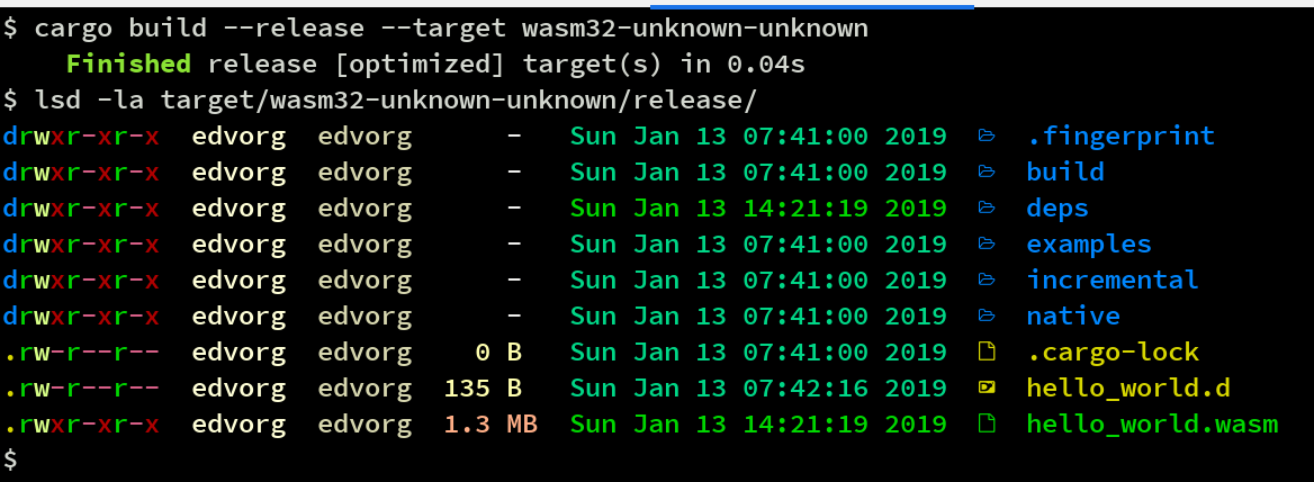 $ cargo build --release --target wasm32-unknown-unknown
    Finished release [optimized] target(s) in 0.04s
$ lsd -la target/wasm32-unknown-unknown/release/
drwxr-xr-x  edvorg  edvorg      -   Sun Jan 13 07:41:00 2019  .fingerprint
drwxr-xr-x  edvorg  edvorg      -   Sun Jan 13 07:41:00 2019  build
drwxr-xr-x  edvorg  edvorg      -   Sun Jan 13 14:21:19 2019  deps
drwxr-xr-x  edvorg  edvorg      -   Sun Jan 13 07:41:00 2019  examples
drwxr-xr-x  edvorg  edvorg      -   Sun Jan 13 07:41:00 2019  incremental
drwxr-xr-x  edvorg  edvorg      -   Sun Jan 13 07:41:00 2019  native
.rw-r--r--  edvorg  edvorg    0 B   Sun Jan 13 07:41:00 2019  .cargo-lock
.rw-r--r--  edvorg  edvorg  135 B   Sun Jan 13 07:42:16 2019  hello_world.d
.rwxr-xr-x  edvorg  edvorg  1.3 MB  Sun Jan 13 14:21:19 2019  hello_world.wasm
$